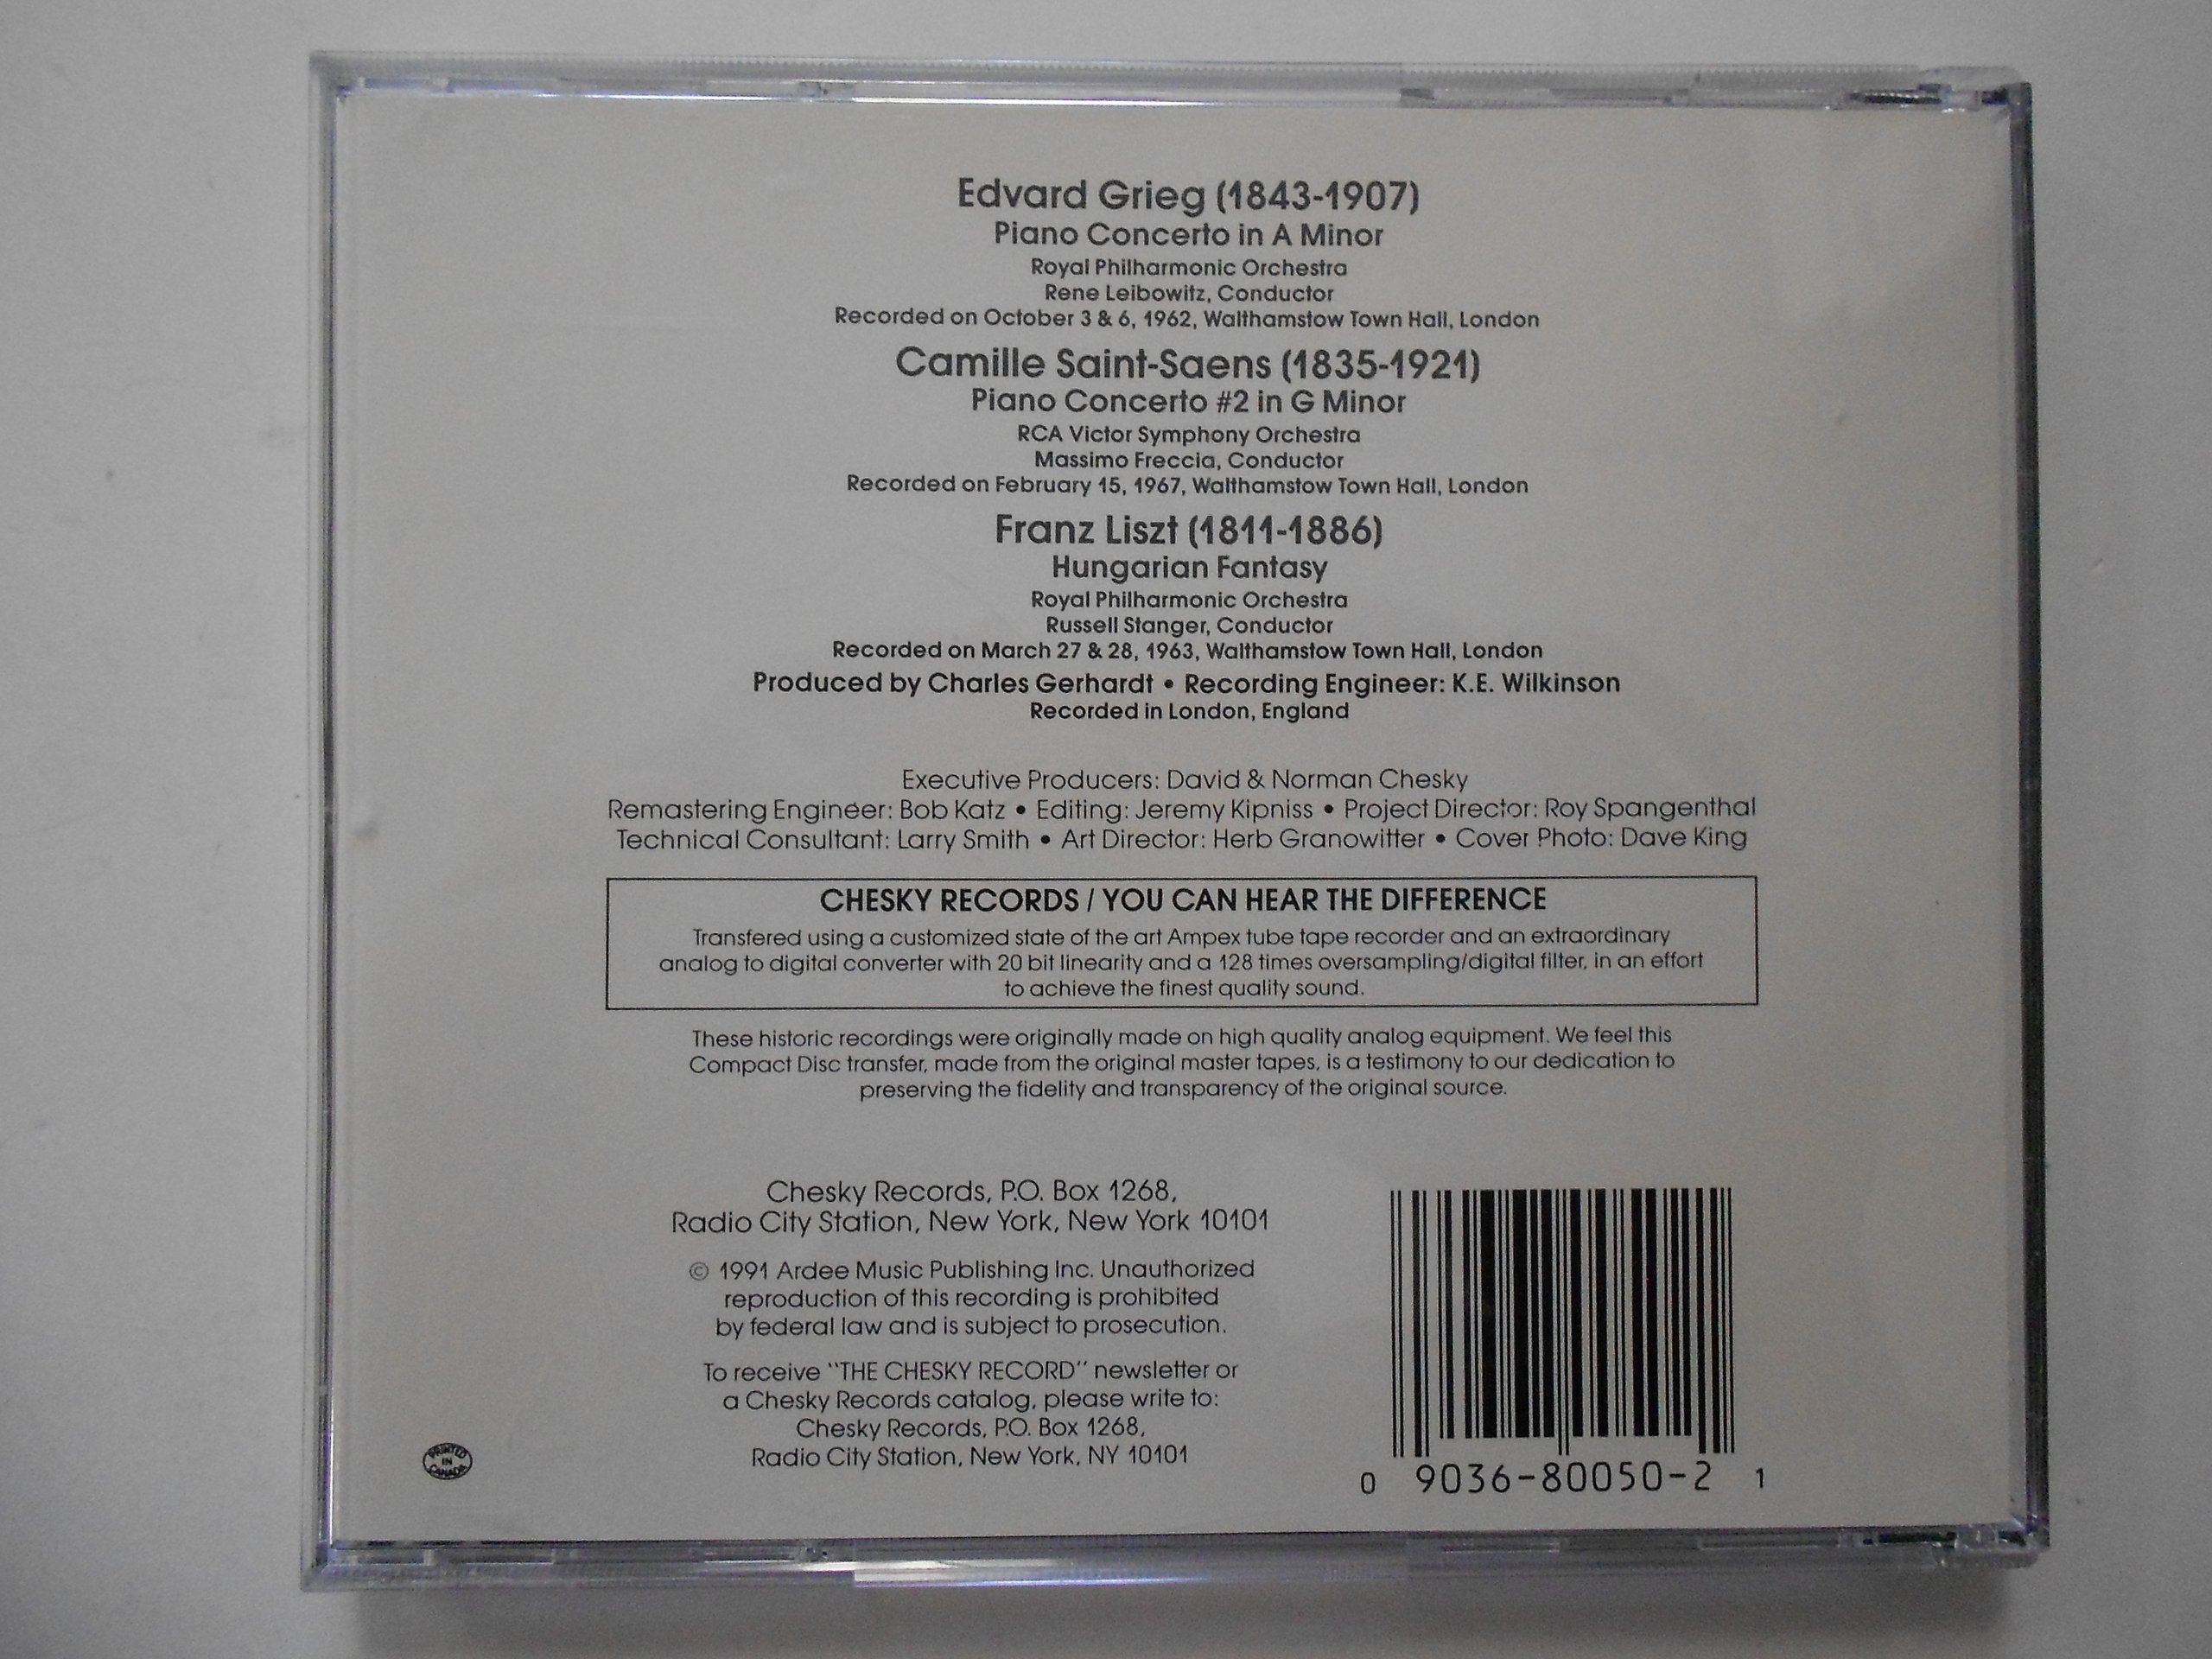 Edvard Grieg (1843-1907)
Piano Concerto in A Minor
Royal Philharmonic Orchestra
Rene Leibowitz, Conductor
Recorded on October 3 & 6, 1962, Walthamstow Town Hall, London
Camille Saint-Saens (1835-1921)
Piano Concerto #2 in G Minor
RCA Victor Symphony Orchestra
Massimo Freccia, Conductor
Recorded on February 15, 1967, Walthamstow Town Hall, London
Franz Liszt (1811-1886)
Hungarian Fantasy
Royal Philharmonic Orchestra
Russell Stanger, Conductor
Recorded on March 27 & 28, 1963, Walthamstow Town Hall, London
Produced by Charles Gerhardt • Recording Engineer: K.E. Wilkinson
Recorded in London, England
Executive Producers: David & Norman Chesky
Remastering Engineer: Bob Katz • Editing: Jeremy Kipniss • Project Director: Roy Spangenthal
Technical Consultant: Larry Smith • Art Director: Herb Granowitter • Cover Photo: Dave King
CHESKY RECORDS / YOU CAN HEAR THE DIFFERENCE
Transfered using a customized state of the art Ampex tube tape recorder and an extraordinary
analog to digital converter with 20 bit linearity and a 128 times oversampling/digital filter, in an effort
to achieve the finest quality sound.
These historic recordings were originally made on high quality analog equipment. We feel this
Compact Disc transfer, made from the original master tapes, is a testimony to our dedication to
preserving the fidelity and transparency of the original source.
Chesky Records, P.O. Box 1268,
Radio City Station, New York, New York 10101
© 1991 Ardee Music Publishing Inc. Unauthorized
reproduction of this recording is prohibited
by federal law and is subject to prosecution.
To receive "THE CHESKY RECORD" newsletter or
a Chesky Records catalog, please write to:
Chesky Records, P.O. Box 1268,
Radio City Station, New York, NY 10101
PRINTED
IN
CANADA
0 9036-80050-2 1